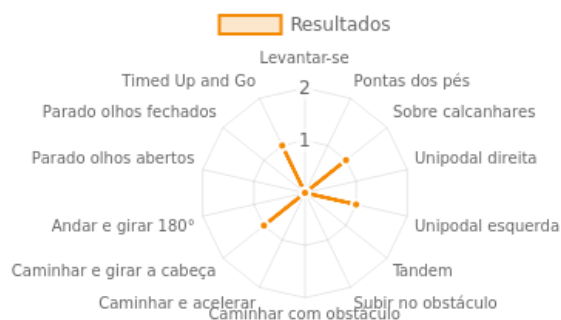 Resultados
Levantar-se
Timed Up and Go
Pontas dos pés
2
Parado olhos fechados
Sobre calcanhares
1
Parado olhos abertos
Unipodal direita
Andar e girar 180°
Unipodal esquerda
Caminhar e girar a cabeça
Tandem
Caminhar e acelerar
Subir no obstáculo
Caminhar com obstáculo